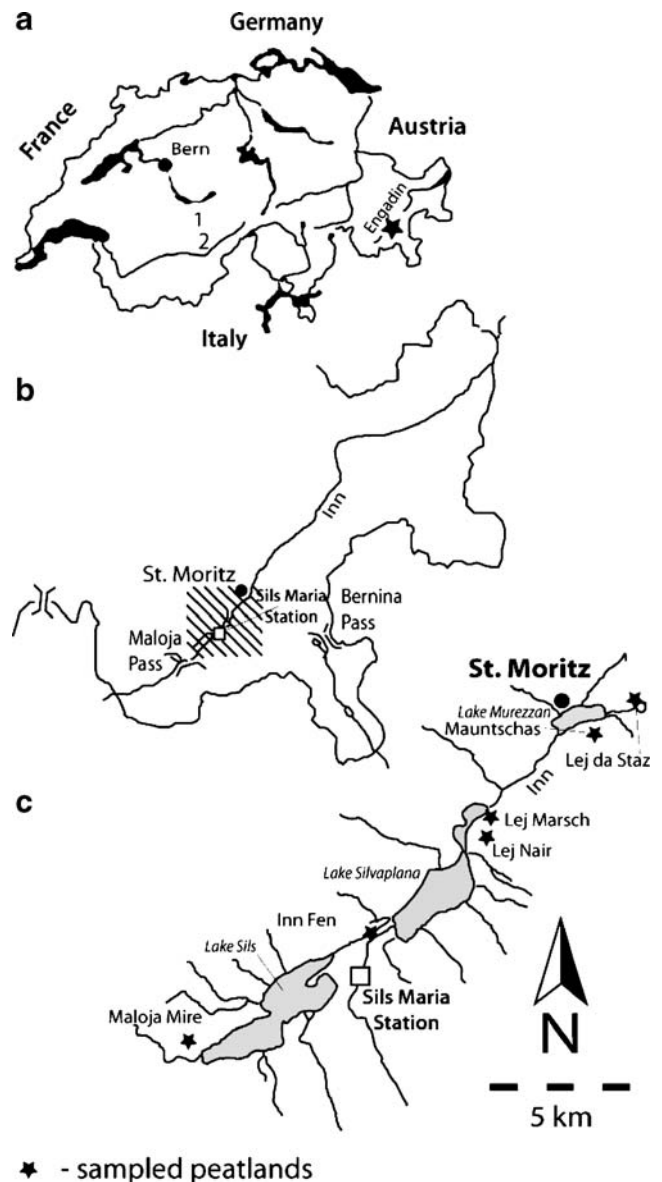 a
Germany
France
Austria
Bern
Engadin
1
2
Italy
b
Inn
St. Moritz
Sils Maria
Station
Bernina
Pass
Maloja
Pass
St. Moritz
Lake Murezzan
Mauntschas
Lej da Staz
Inn
c
Lej Marsch
Lej Nair
Lake Silvaplana
Inn Fen
Lake Sils
Sils Maria
Station
Maloja Mire
N
5 km
★ - sampled peatlands